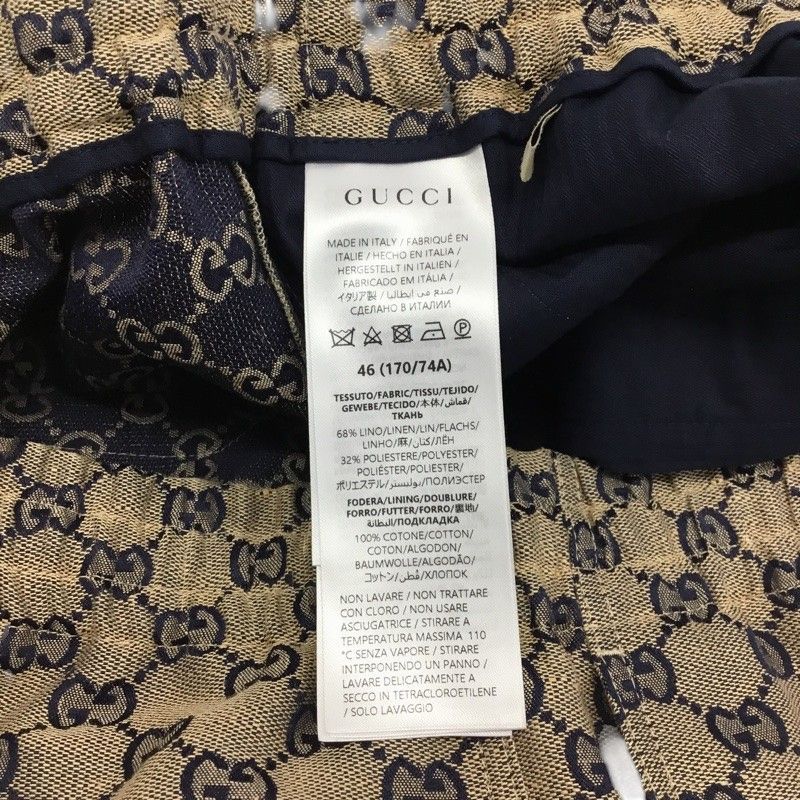 GUCCI
MADE IN ITALY / FABRIQUÉ EN
ITALIE / HECHO EN ITALIA /
HERGESTELLT IN ITALIEN /
FABRICADO EM ITÁLIA /
イタリア製 / صنع في ايطاليا /
СДЕЛАНО В ИТАЛИИ
46 (170/74A)
TESSUTO/FABRIC/TISSU/TEJIDO/
GEWEBE/TECIDO/本体/قماش/
ТКАНЬ
68% LINO/LINEN/LIN/FLACHS/
LINHO/麻/كتان/ЛЁН
32% POLIESTERE/POLYESTER/
POLIÉSTER/POLIÉSTER/
ポリエステル/بوليستر/ПОЛИЭСТЕР
FODERA/LINING/DOUBLURE/
FORRO/FUTTER/FORRO/裏地/
البطانة/ПОДКЛАДКА
100% COTONE/COTTON/
COTON/ALGODON/
BAUMWOLLE/ALGODÃO/
コットン/قطن/ХЛОПОК
NON LAVARE / NON TRATTARE
CON CLORO / NON USARE
ASCIUGATRICE / STIRARE A
TEMPERATURA MASSIMA 110
°C SENZA VAPORE / STIRARE
INTERPONENDO UN PANNO /
LAVARE DELICATAMENTE A
SECCO IN TETRACLOROETILENE
/ SOLO LAVAGGIO